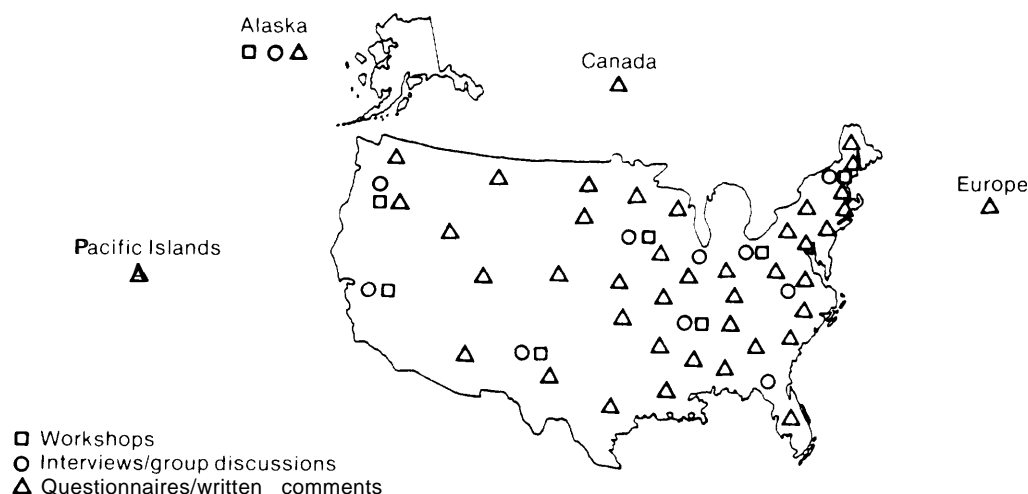 Alaska
Canada
Europe
Pacific Islands
Workshops
Interviews/group discussions
Questionnaires/written comments